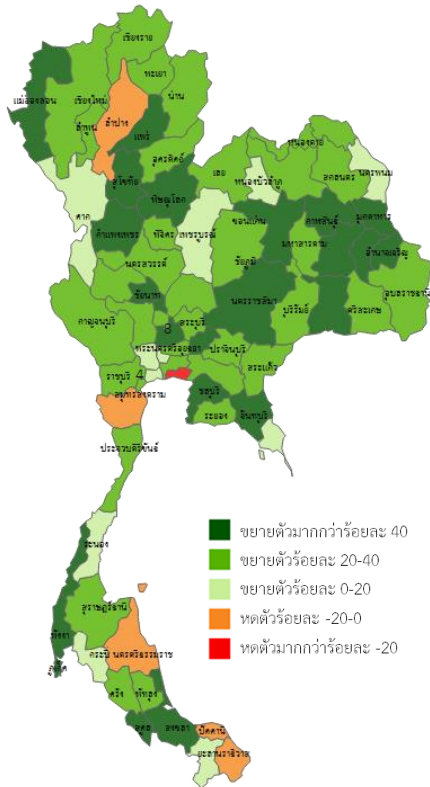 เชียงราย
พะเยา
แม่ฮ่องสอน
เชียงใหม่
น่าน
ลำปาง
ลำพูน
แพร่
อุตรดิตถ์
สุโขทัย
เลย
หนองคาย
หนองบัวลำภู
สกลนคร
นครพนม
ตาก
พิษณุโลก
ขอนแก่น
กาฬสินธุ์
มุกดาหาร
กำแพงเพชร
พิจิตร
เพชรบูรณ์
มหาสารคาม
อำนาจเจริญ
นครสวรรค์
ชัยภูมิ
ชัยนาท
นครราชสีมา
บุรีรัมย์
ศรีสะเกษ
อุบลราชธานี
กาญจนบุรี
8
สระบุรี
พระนครศรีอยุธยา
ปราจีนบุรี
สระแก้ว
ราชบุรี
4
สมุทรสงคราม
ชลบุรี
ระยอง
จันทบุรี
ประจวบคีรีขันธ์
ระนอง
ขยายตัวมากกว่าร้อยละ 40
ขยายตัวร้อยละ 20-40
ขยายตัวร้อยละ 0-20
หดตัวร้อยละ -20-0
หดตัวมากกว่าร้อยละ -20
สุราษฎร์ธานี
พังงา
ภูเก็ต
กระบี่
นครศรีธรรมราช
ตรัง
พัทลุง
สตูล
สงขลา
ปัตตานี
ยะลา
นราธิวาส